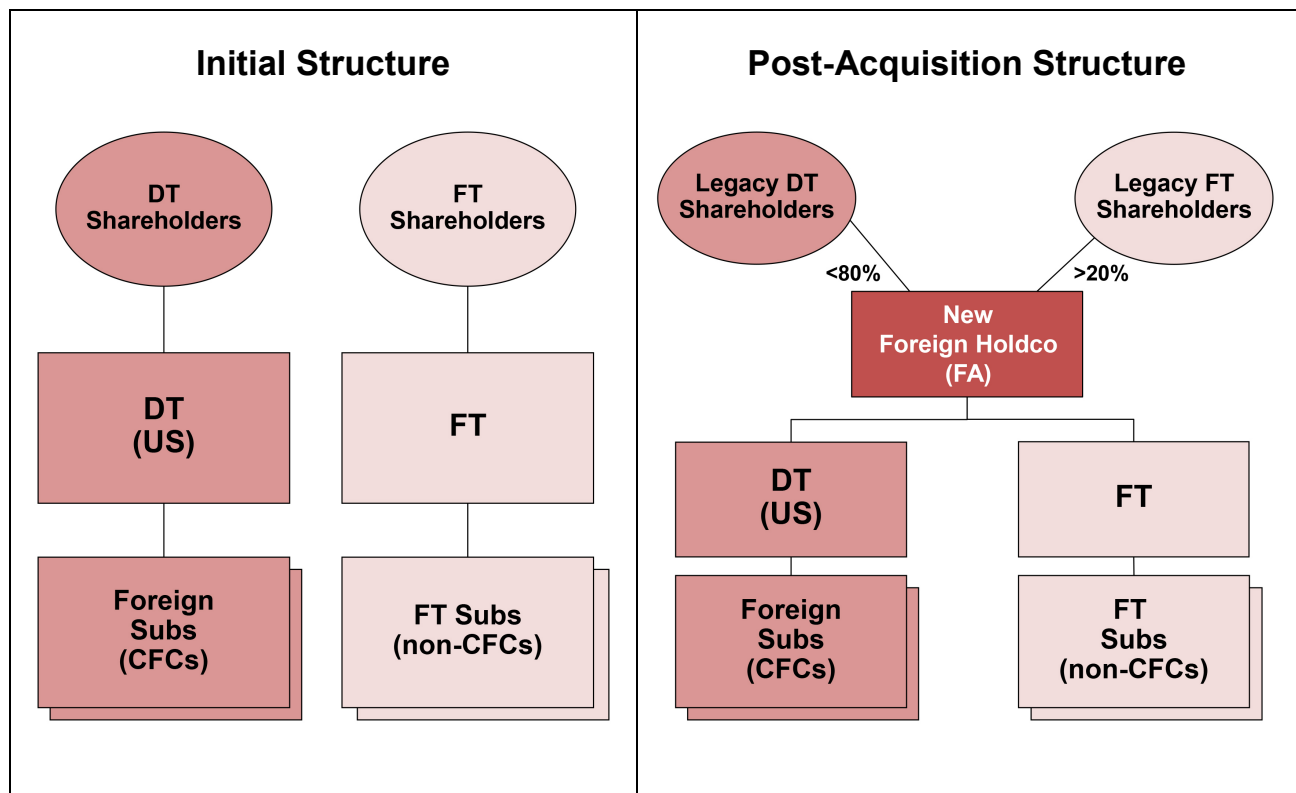 Initial Structure
DT
Shareholders
FT
Shareholders
DT
(US)
FT
Foreign
Subs
(CFCs)
FT Subs
(non-CFCs)
Post-Acquisition Structure
Legacy DT
Shareholders
Legacy FT
Shareholders
<80%
>20%
New
Foreign Holdco
(FA)
DT
(US)
FT
Foreign
Subs
(CFCs)
FT
Subs
(non-CFCs)